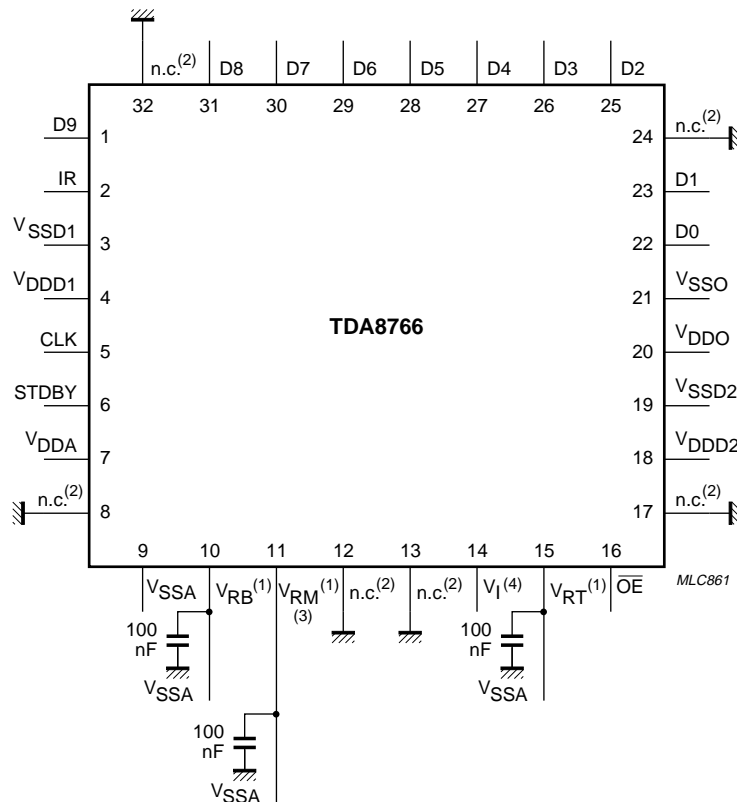 n.c.(2) D8 D7 D6 D5 D4 D3 D2
32 31 30 29 28 27 26 25
D9 1 24 n.c.(2)
IR 2 23 D1
VSSD1 3 22 D0
VDDD1 4 21 VSSO
TDA8766
CLK 5 20 VDDO
STDBY 6 19 VSSD2
VDDA 7 18 VDDD2
n.c.(2) 8 17 n.c.(2)
9 10 11 12 13 14 15 16
VSSA VRB(1) VRM(1) n.c.(2) n.c.(2) VI(4) VRT(1) OE MLC861
(3)
100 100
nF nF
VSSA VSSA
100
nF
VSSA